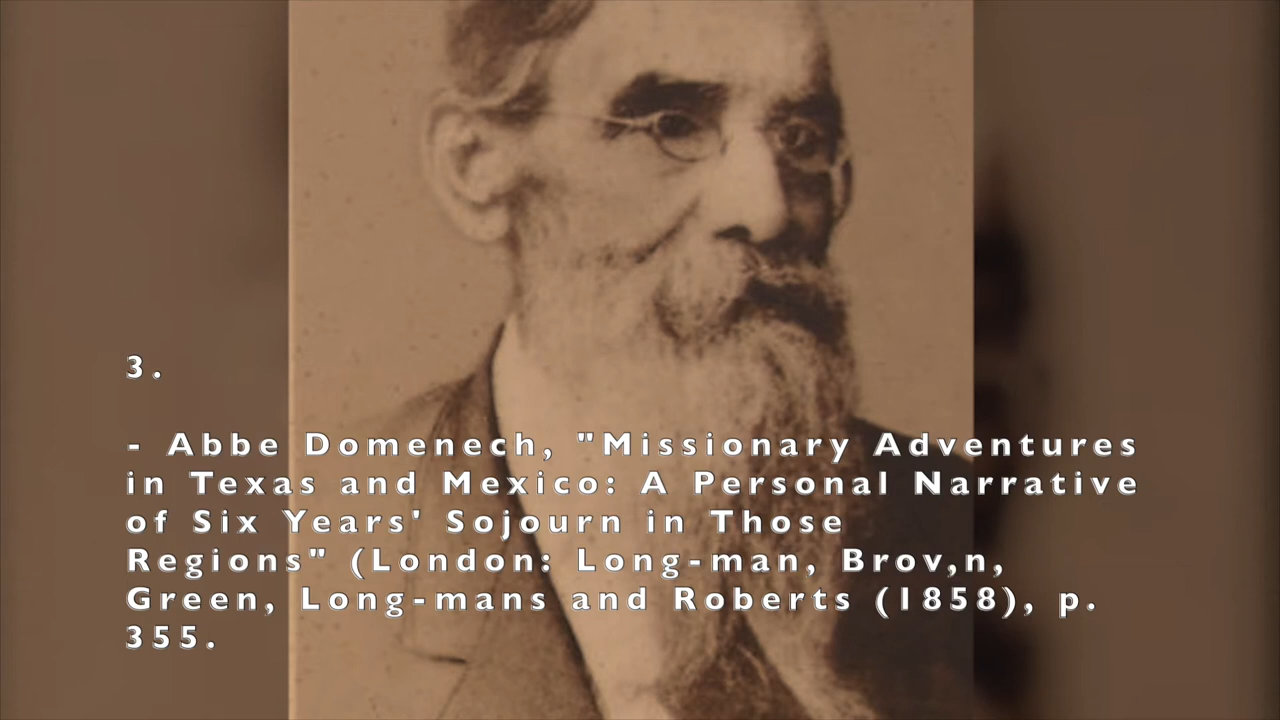 3.
- Abbe Domenech, "Missionary Adventures
in Texas and Mexico: A Personal Narrative
of Six Years' Sojourn in Those
Regions" (London: Long-man, Brov,n,
Green, Long-mans and Roberts (1858), p.
355.